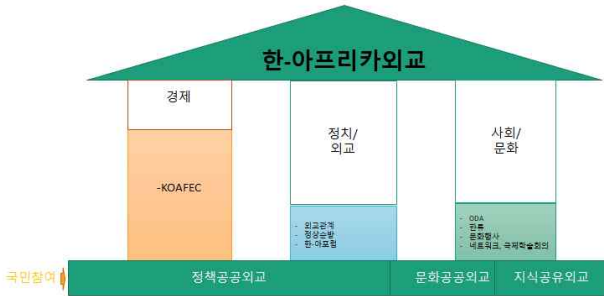 한-아프리카외교
경제
정치/
외교
사회/
문화
-KOAFEC
- 외교관계
- 정상순방
- 한-아포럼
- ODA
- 한류
- 문화행사
- 네트워크, 국제학술회의
국민참여
정책공공외교
문화공공외교
지식공유외교